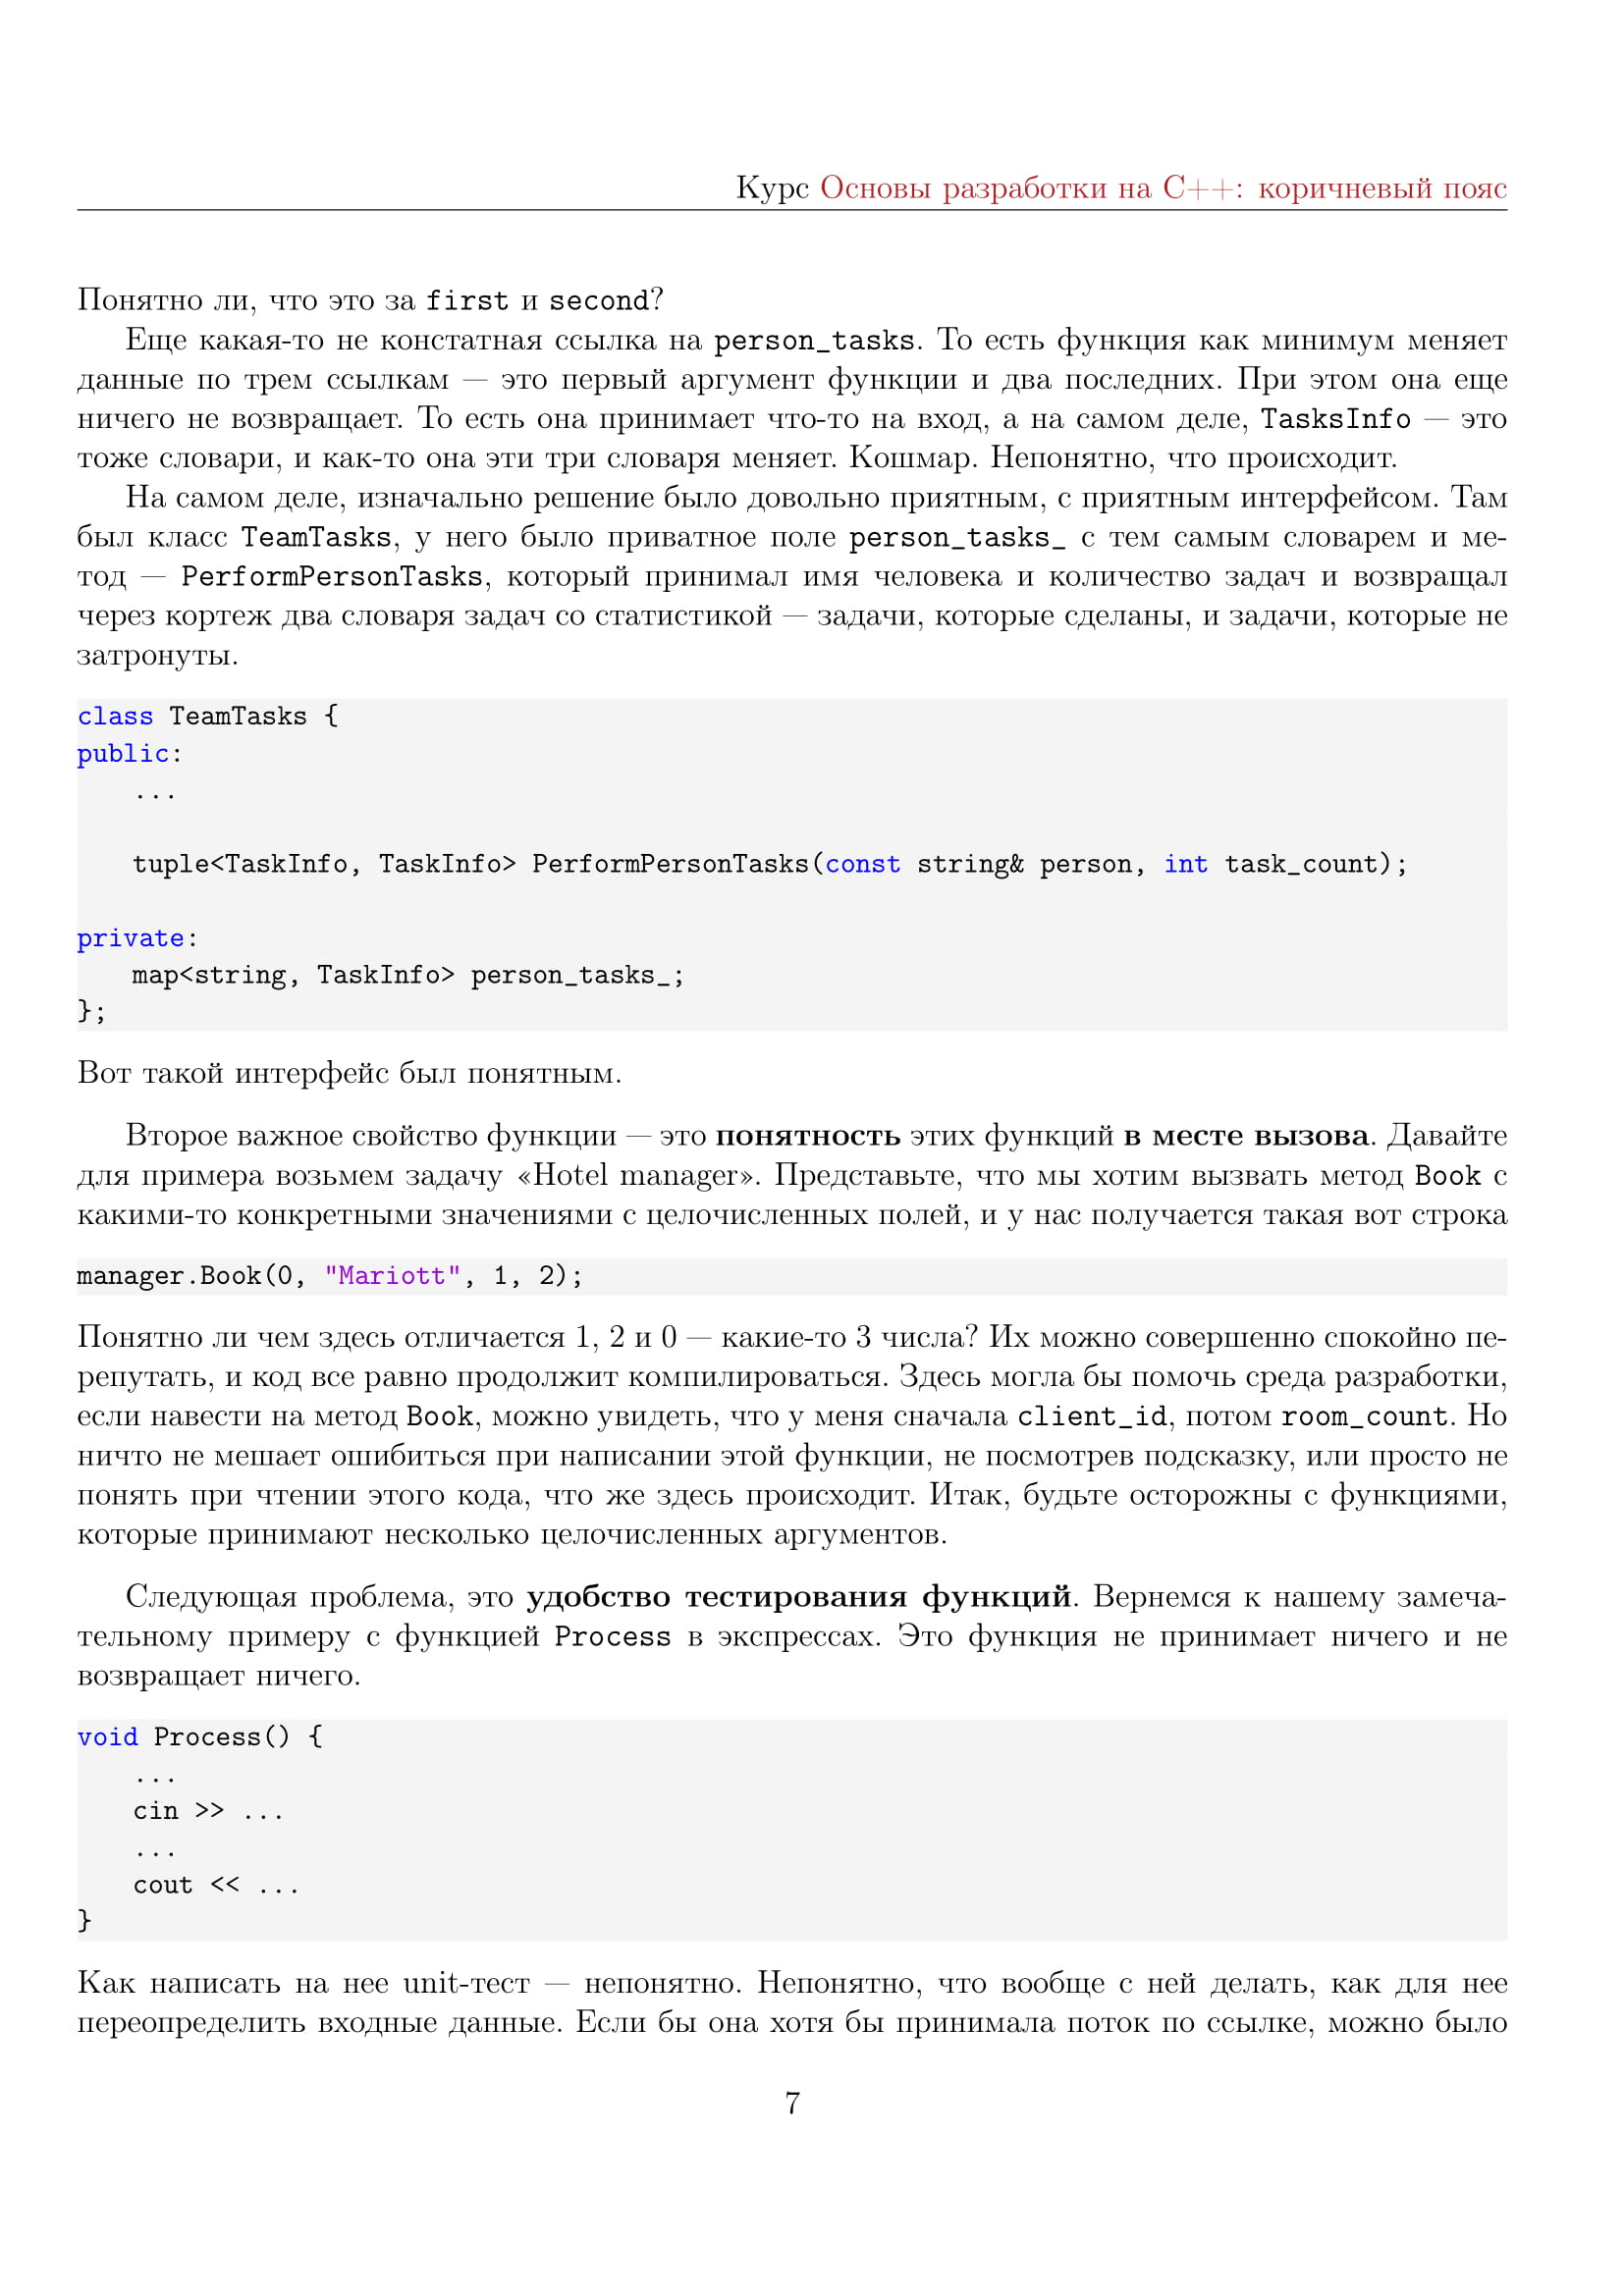 Курс Основы разработки на C++: коричневый пояс
Понятно ли, что это за first и second?
Еще какая-то не констатная ссылка на person_tasks. То есть функция как минимум меняет
данные по трем ссылкам — это первый аргумент функции и два последних. При этом она еще
ничего не возвращает. То есть она принимает что-то на вход, а на самом деле, TasksInfo — это
тоже словари, и как-то она эти три словаря меняет. Кошмар. Непонятно, что происходит.
На самом деле, изначально решение было довольно приятным, с приятным интерфейсом. Там
был класс TeamTasks, у него было приватное поле person_tasks_ с тем самым словарем и ме-
тод — PerformPersonTasks, который принимал имя человека и количество задач и возвращал
через кортеж два словаря задач со статистикой — задачи, которые сделаны, и задачи, которые не
затронуты.
class TeamTasks {
public:
...
tuple<TaskInfo, TaskInfo> PerformPersonTasks(const string& person, int task_count);
private:
map<string, TaskInfo> person_tasks_;
};
Вот такой интерфейс был понятным.
Второе важное свойство функции — это понятность этих функций в месте вызова. Давайте
для примера возьмем задачу «Hotel manager». Представьте, что мы хотим вызвать метод Book с
какими-то конкретными значениями с целочисленных полей, и у нас получается такая вот строка
manager.Book(0, "Mariott", 1, 2);
Понятно ли чем здесь отличается 1, 2 и 0 — какие-то 3 числа? Их можно совершенно спокойно пе-
репутать, и код все равно продолжит компилироваться. Здесь могла бы помочь среда разработки,
если навести на метод Book, можно увидеть, что у меня сначала client_id, потом room_count. Но
ничто не мешает ошибиться при написании этой функции, не посмотрев подсказку, или просто не
понять при чтении этого кода, что же здесь происходит. Итак, будьте осторожны с функциями,
которые принимают несколько целочисленных аргументов.
Следующая проблема, это удобство тестирования функций. Вернемся к нашему замеча-
тельному примеру с функцией Process в экспрессах. Это функция не принимает ничего и не
возвращает ничего.
void Process() {
...
cin >> ...
...
cout << ...
}
Как написать на нее unit-тест — непонятно. Непонятно, что вообще с ней делать, как для нее
переопределить входные данные. Если бы она хотя бы принимала поток по ссылке, можно было
7